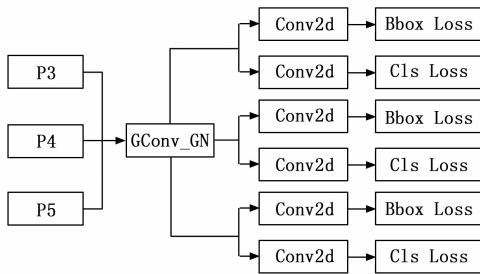 P3
P4
P5
GConv_GN
Conv2d Bbox Loss
Conv2d Cls Loss
Conv2d Bbox Loss
Conv2d Cls Loss
Conv2d Bbox Loss
Conv2d Cls Loss